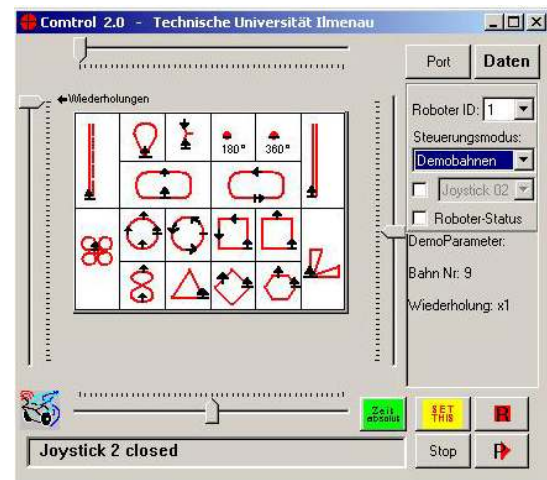 Comtrol 2.0 - Technische Universität Ilmenau
Port
Daten
Wiederholungen
Roboter ID: 1
180°
360°
Steuerungsmodus:
Demobahnen
Joystick 02
Roboter-Status
DemoParameter:
Bahn Nr: 9
Wiederholung: x1
Zeit
absolut
SET
THIS
R
Joystick 2 closed
Stop
P